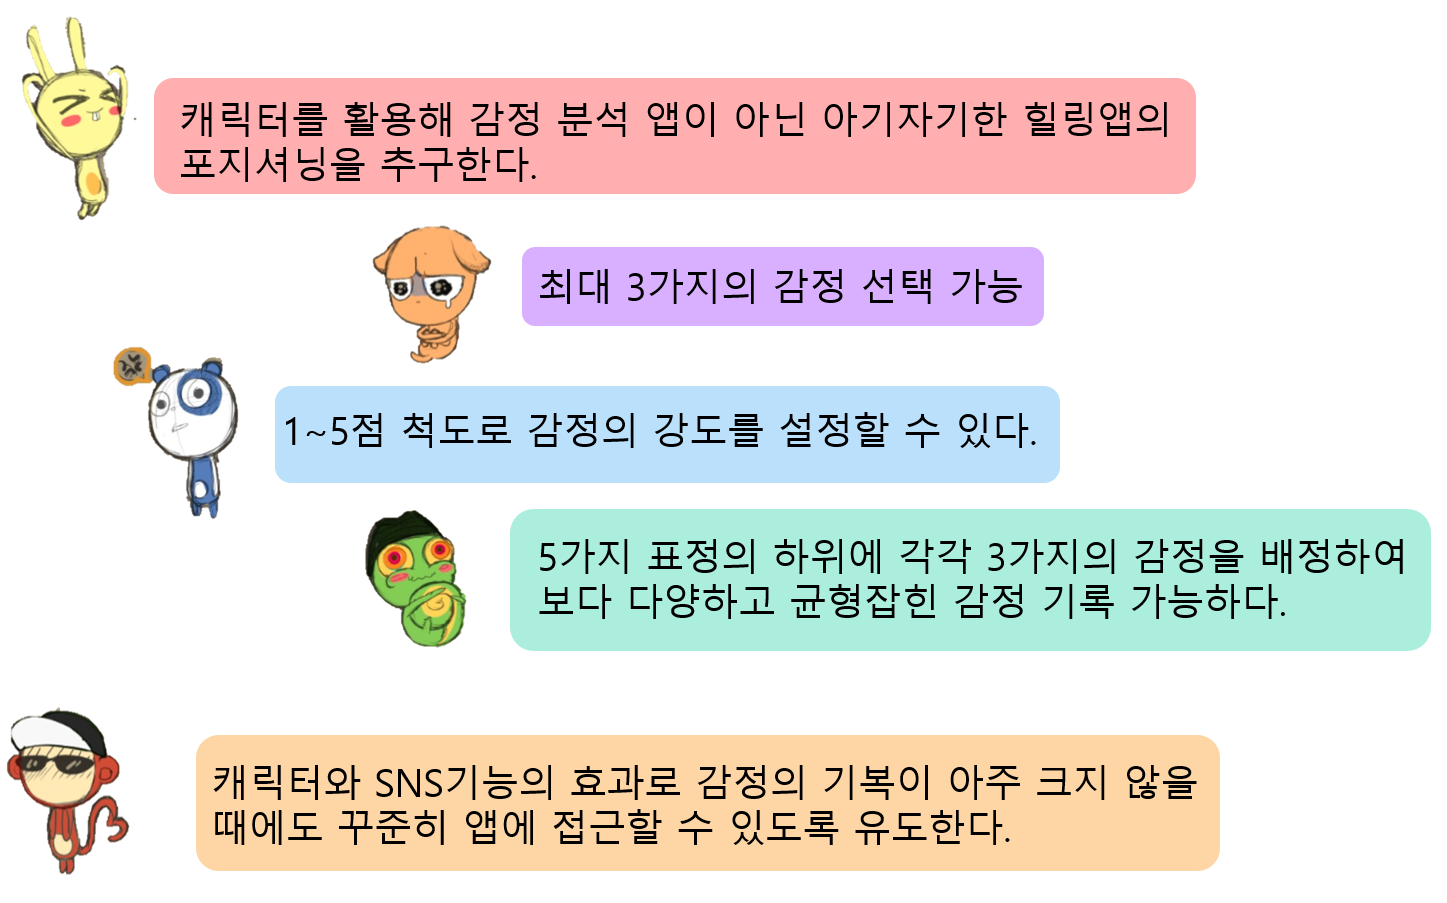 캐릭터를 활용해 감정 분석 앱이 아닌 아기자기한 힐링앱의
포지셔닝을 추구한다.
최대 3가지의 감정 선택 가능
1~5점 척도로 감정의 강도를 설정할 수 있다.
5가지 표정의 하위에 각각 3가지의 감정을 배정하여
보다 다양하고 균형잡힌 감정 기록 가능하다.
캐릭터와 SNS기능의 효과로 감정의 기복이 아주 크지 않을
때에도 꾸준히 앱에 접근할 수 있도록 유도한다.